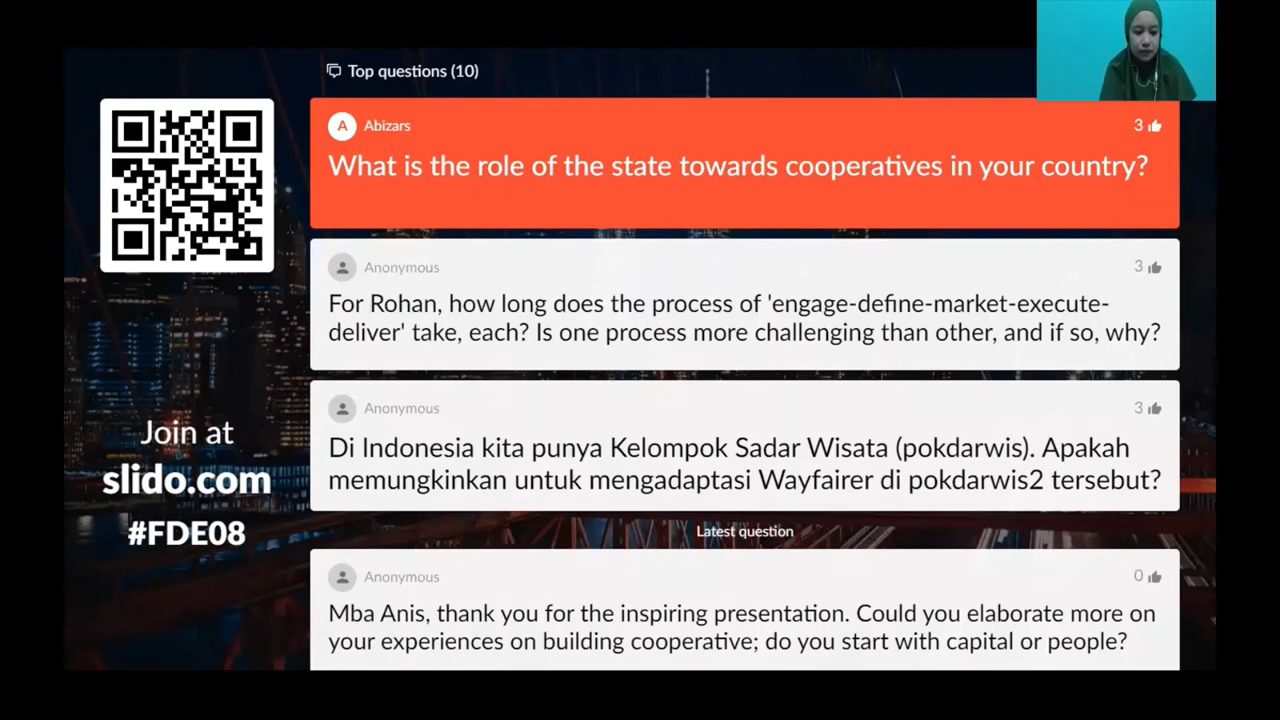 Top questions (10)
A Abizars 3
What is the role of the state towards cooperatives in your country?
Anonymous 3
For Rohan, how long does the process of 'engage-define-market-execute-
deliver' take, each? Is one process more challenging than other, and if so, why?
Anonymous 3
Di Indonesia kita punya Kelompok Sadar Wisata (pokdarwis). Apakah
memungkinkan untuk mengadaptasi Wayfairer di pokdarwis2 tersebut?
Latest question
Anonymous 0
Mba Anis, thank you for the inspiring presentation. Could you elaborate more on
your experiences on building cooperative; do you start with capital or people?
Join at
slido.com
#FDE08